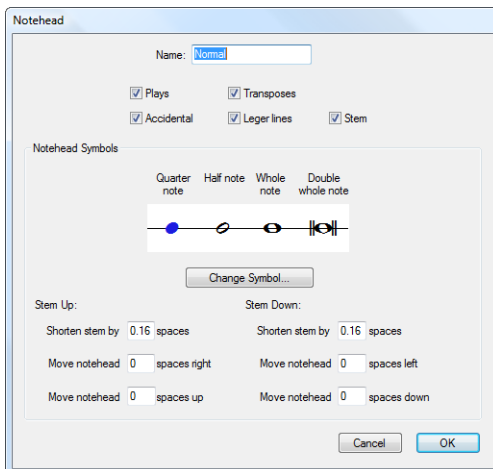 Notehead
Name: Normal
Plays Transposes
Accidental Leger lines Stem
Notehead Symbols
Quarter note Half note Whole note Double whole note
Change Symbol...
Stem Up: Stem Down:
Shorten stem by 0.16 spaces Shorten stem by 0.16 spaces
Move notehead 0 spaces right Move notehead 0 spaces left
Move notehead 0 spaces up Move notehead 0 spaces down
Cancel OK